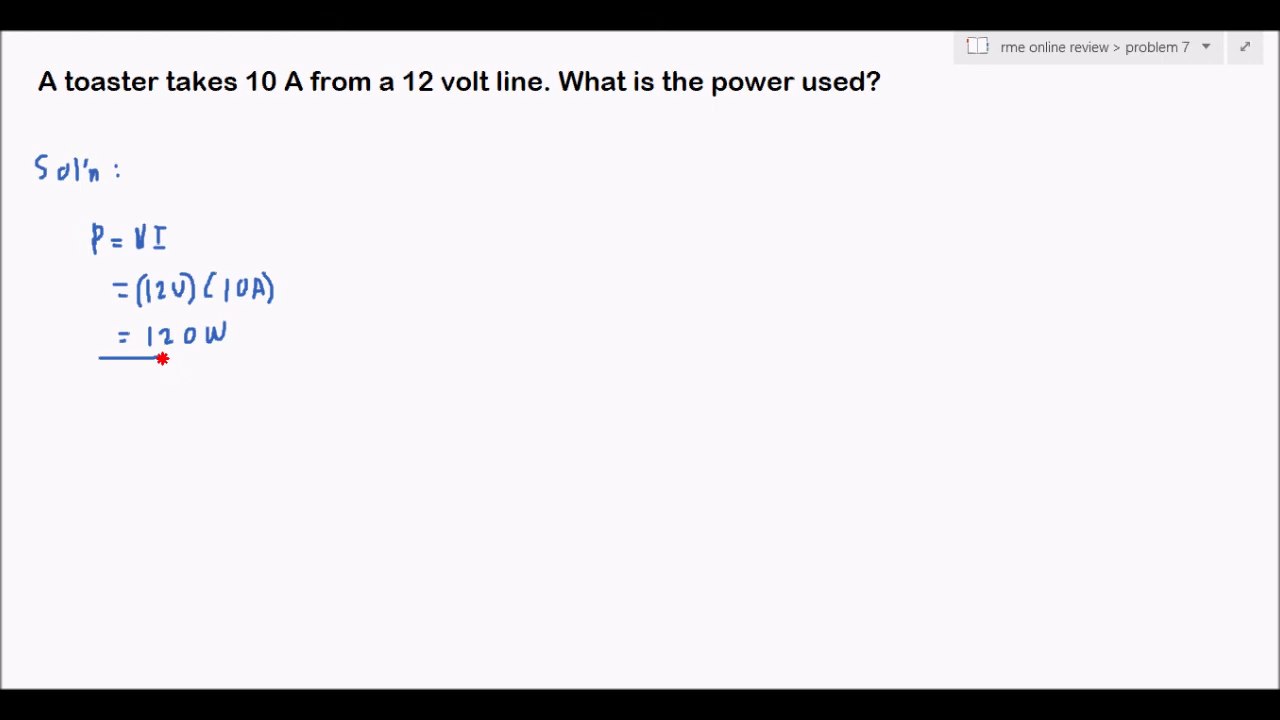 rme online review > problem 7
A toaster takes 10 A from a 12 volt line. What is the power used?
Sol'n :
P = VI
= (12V) (10A)
= 120 W